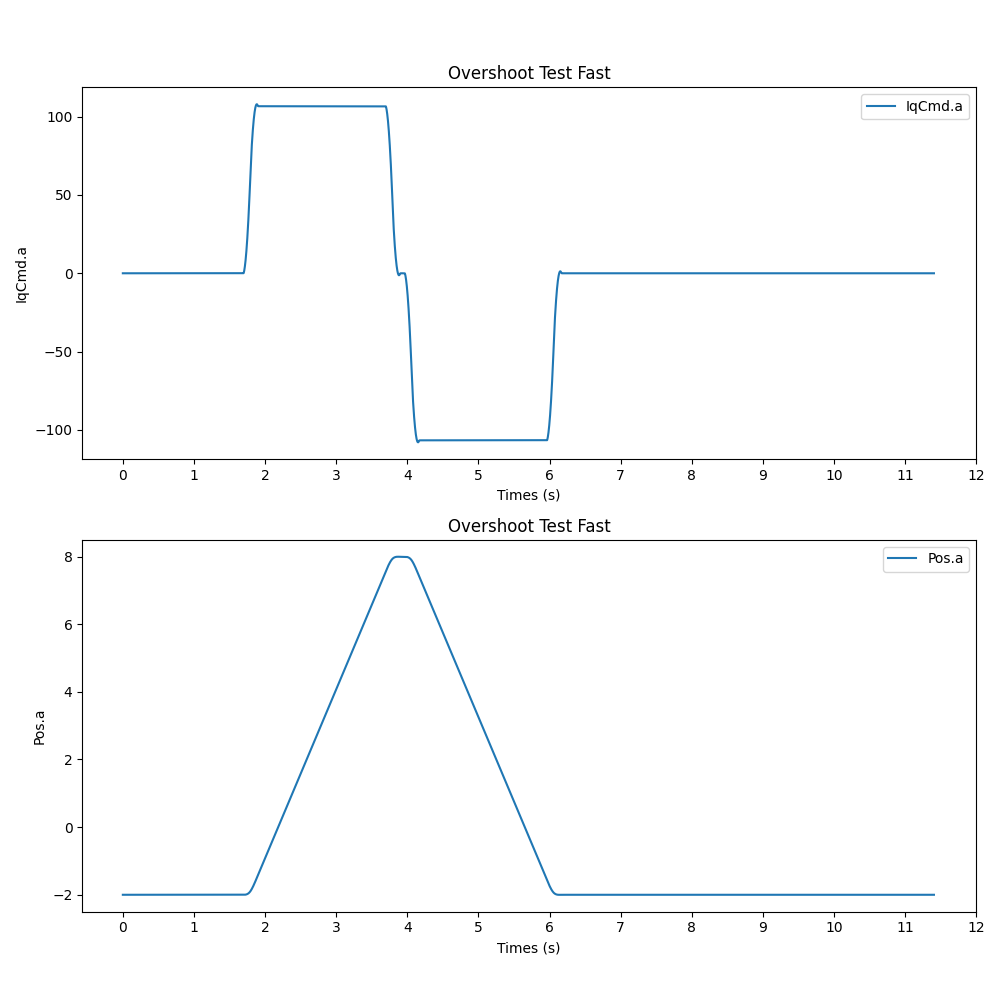 Overshoot Test Fast
IqCmd.a
100
50
0
−50
−100
IqCmd.a
0 1 2 3 4 5 6 7 8 9 10 11 12
Times (s)
Overshoot Test Fast
Pos.a
8
6
4
2
0
−2
Pos.a
0 1 2 3 4 5 6 7 8 9 10 11 12
Times (s)